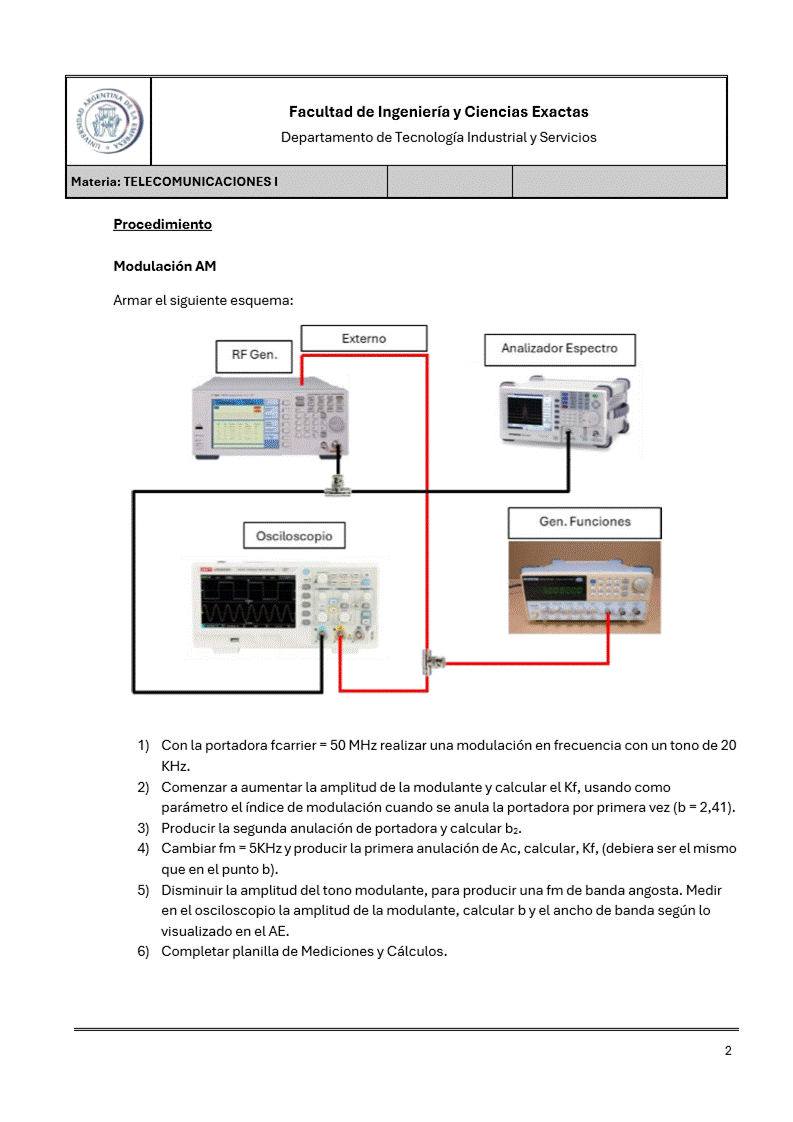 UNIVERSIDAD ARGENTINA DE LA EMPRESA
Facultad de Ingeniería y Ciencias Exactas
Departamento de Tecnología Industrial y Servicios
Materia: TELECOMUNICACIONES I
Procedimiento
Modulación AM
Armar el siguiente esquema:
Externo
RF Gen.
Analizador Espectro
Osciloscopio
Gen. Funciones
1) Con la portadora fcarrier = 50 MHz realizar una modulación en frecuencia con un tono de 20
KHz.
2) Comenzar a aumentar la amplitud de la modulante y calcular el Kf, usando como
parámetro el índice de modulación cuando se anula la portadora por primera vez (b = 2,41).
3) Producir la segunda anulación de portadora y calcular b₂.
4) Cambiar fm = 5KHz y producir la primera anulación de Ac, calcular, Kf, (debiera ser el mismo
que en el punto b).
5) Disminuir la amplitud del tono modulante, para producir una fm de banda angosta. Medir
en el osciloscopio la amplitud de la modulante, calcular b y el ancho de banda según lo
visualizado en el AE.
6) Completar planilla de Mediciones y Cálculos.
2